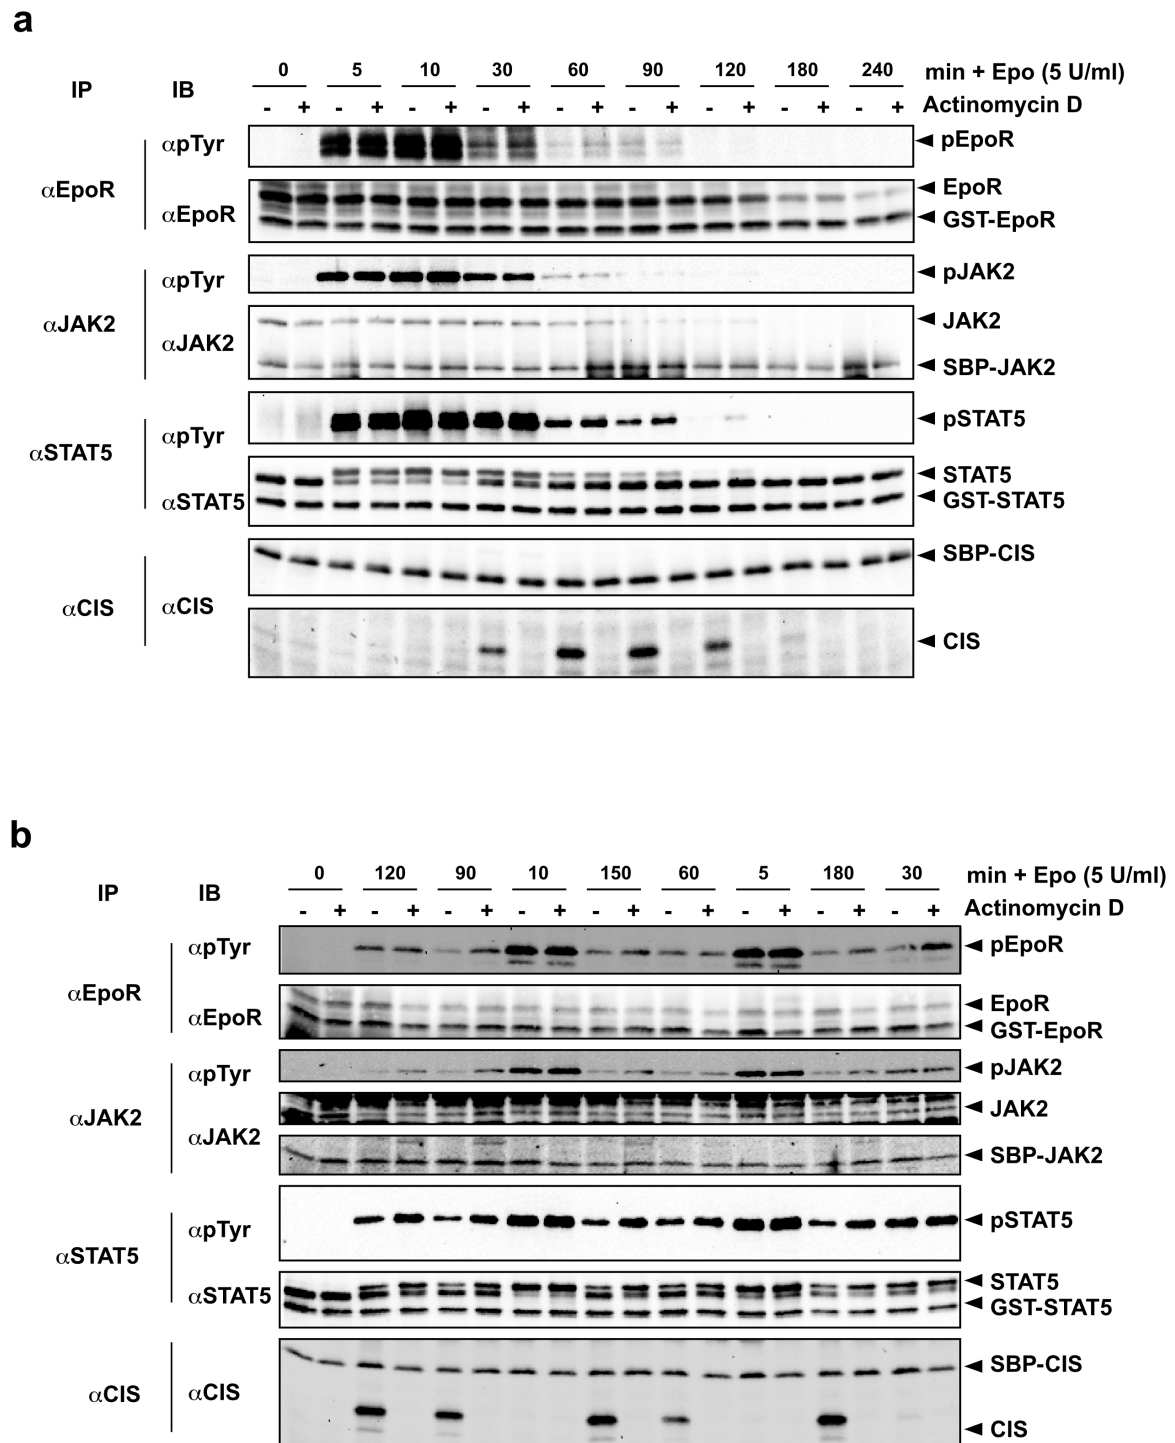 a
0 5 10 30 60 90 120 180 240 min + Epo (5 U/ml)
IP IB
- + - + - + - + - + - + - + - + - + Actinomycin D
αpTyr pEpoR
αEpoR
EpoR
αEpoR
GST-EpoR
αpTyr pJAK2
αJAK2
JAK2
αJAK2
SBP-JAK2
αpTyr pSTAT5
αSTAT5
STAT5
αSTAT5 GST-STAT5
SBP-CIS
αCIS αCIS
CIS
b
0 120 90 10 150 60 5 180 30 min + Epo (5 U/ml)
IP IB
- + - + - + - + - + - + - + - + - + Actinomycin D
αpTyr pEpoR
αEpoR
EpoR
αEpoR
GST-EpoR
αpTyr pJAK2
αJAK2
JAK2
αJAK2
SBP-JAK2
αpTyr pSTAT5
αSTAT5
STAT5
αSTAT5
GST-STAT5
SBP-CIS
αCIS αCIS
CIS